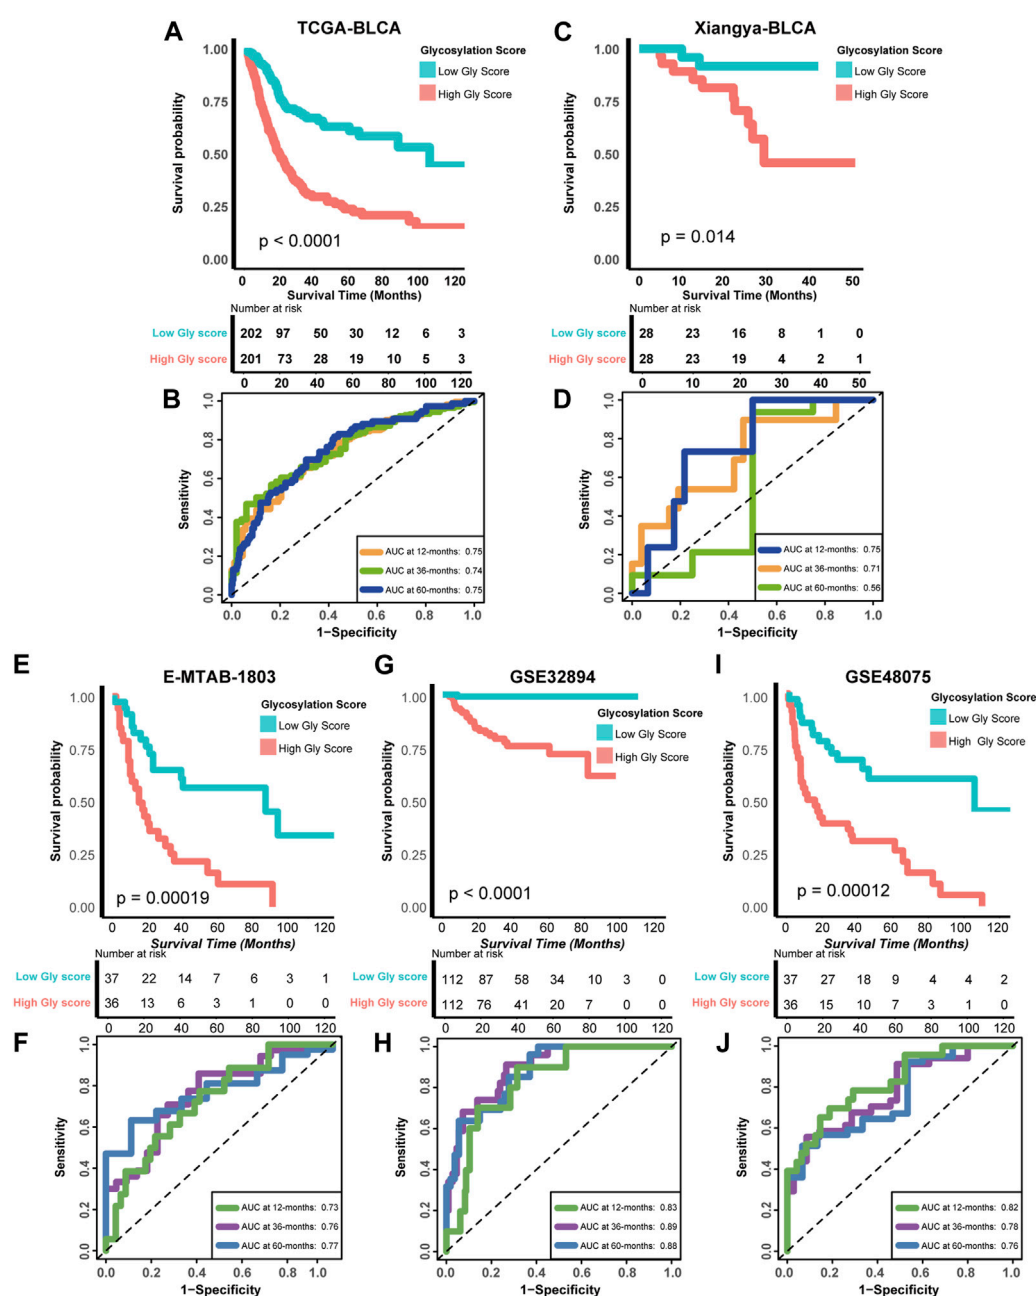 A
TCGA-BLCA
Survival probability
1.00
0.75
0.50
0.25
0.00
Glycosylation Score
Low Gly Score
High Gly Score
p < 0.0001
0 20 40 60 80 100 120
Survival Time (Months)
Number at risk
Low Gly score 202 97 50 30 12 6 3
High Gly score 201 73 28 19 10 5 3
0 20 40 60 80 100 120
C
Xiangya-BLCA
Survival probability
1.00
0.75
0.50
0.25
0.00
Glycosylation Score
Low Gly Score
High Gly Score
p = 0.014
0 10 20 30 40 50
Survival Time (Months)
Number at risk
Low Gly score 28 23 16 8 1 0
High Gly score 28 23 19 4 2 1
0 10 20 30 40 50
B
Sensitivity
1.0
0.8
0.6
0.4
0.2
0.0
AUC at 12-months: 0.75
AUC at 36-months: 0.74
AUC at 60-months: 0.75
0.0 0.2 0.4 0.6 0.8 1.0
1−Specificity
D
Sensitivity
1.0
0.8
0.6
0.4
0.2
0.0
AUC at 12-months: 0.75
AUC at 36-months: 0.71
AUC at 60-months: 0.56
0.0 0.2 0.4 0.6 0.8 1.0
1−Specificity
E
E-MTAB-1803
Survival probability
1.00
0.75
0.50
0.25
0.00
Glycosylation Score
Low Gly Score
High Gly Score
p = 0.00019
0 20 40 60 80 100 120
Survival Time (Months)
Number at risk
Low Gly score 37 22 14 7 6 3 1
High Gly score 36 13 6 3 1 0 0
0 20 40 60 80 100 120
G
GSE32894
Survival probability
1.00
0.75
0.50
0.25
0.00
Glycosylation Score
Low Gly Score
High Gly Score
p < 0.0001
0 20 40 60 80 100 120
Survival Time (Months)
Number at risk
Low Gly score 112 87 58 34 10 3 0
High Gly score 112 76 41 20 7 0 0
0 20 40 60 80 100 120
I
GSE48075
Survival probability
1.00
0.75
0.50
0.25
0.00
Glycosylation Score
Low Gly Score
High Gly Score
p = 0.00012
0 20 40 60 80 100 120
Survival Time (Months)
Number at risk
Low Gly score 37 27 18 9 4 4 2
High Gly score 36 15 10 7 3 1 0
0 20 40 60 80 100 120
F
Sensitivity
1.0
0.8
0.6
0.4
0.2
0.0
AUC at 12-months: 0.73
AUC at 36-months: 0.76
AUC at 60-months: 0.77
0.0 0.2 0.4 0.6 0.8 1.0
1−Specificity
H
Sensitivity
1.0
0.8
0.6
0.4
0.2
0.0
AUC at 12-months: 0.83
AUC at 36-months: 0.89
AUC at 60-months: 0.88
0.0 0.2 0.4 0.6 0.8 1.0
1−Specificity
J
Sensitivity
1.0
0.8
0.6
0.4
0.2
0.0
AUC at 12-months: 0.82
AUC at 36-months: 0.78
AUC at 60-months: 0.76
0.0 0.2 0.4 0.6 0.8 1.0
1−Specificity